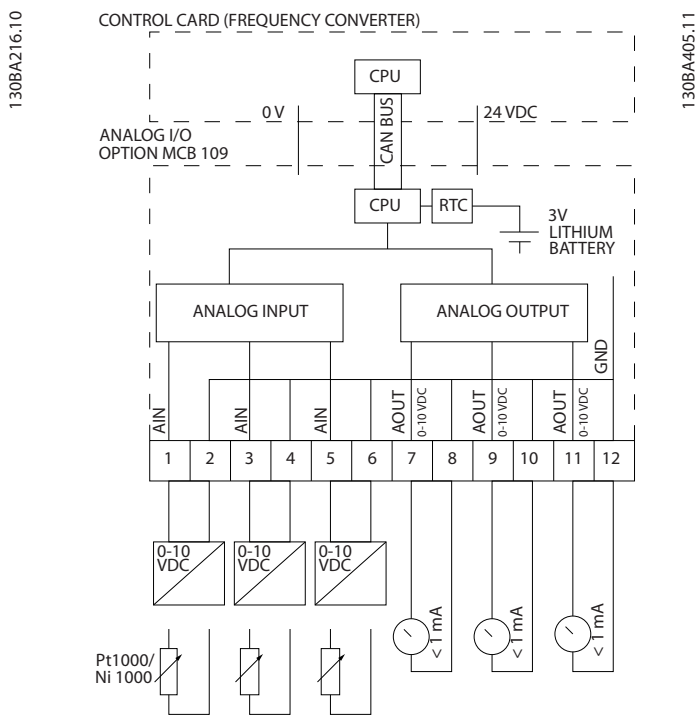 130BA216.10
CONTROL CARD (FREQUENCY CONVERTER)
130BA405.11
CPU
0 V
CAN BUS
24 VDC
ANALOG I/O
OPTION MCB 109
CPU
RTC
3V
LITHIUM
BATTERY
ANALOG INPUT
ANALOG OUTPUT
GND
AIN
AIN
AIN
AOUT
0-10 VDC
AOUT
0-10 VDC
AOUT
0-10 VDC
1 2 3 4 5 6 7 8 9 10 11 12
0-10
VDC
0-10
VDC
0-10
VDC
< 1 mA
< 1 mA
< 1 mA
Pt1000/
Ni 1000